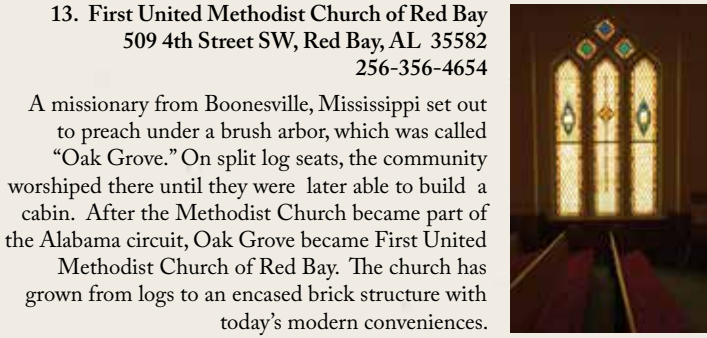 13. First United Methodist Church of Red Bay
509 4th Street SW, Red Bay, AL 35582
256-356-4654
A missionary from Boonesville, Mississippi set out
to preach under a brush arbor, which was called
“Oak Grove.” On split log seats, the community
worshiped there until they were later able to build a
cabin. After the Methodist Church became part of
the Alabama circuit, Oak Grove became First United
Methodist Church of Red Bay. The church has
grown from logs to an encased brick structure with
today’s modern conveniences.